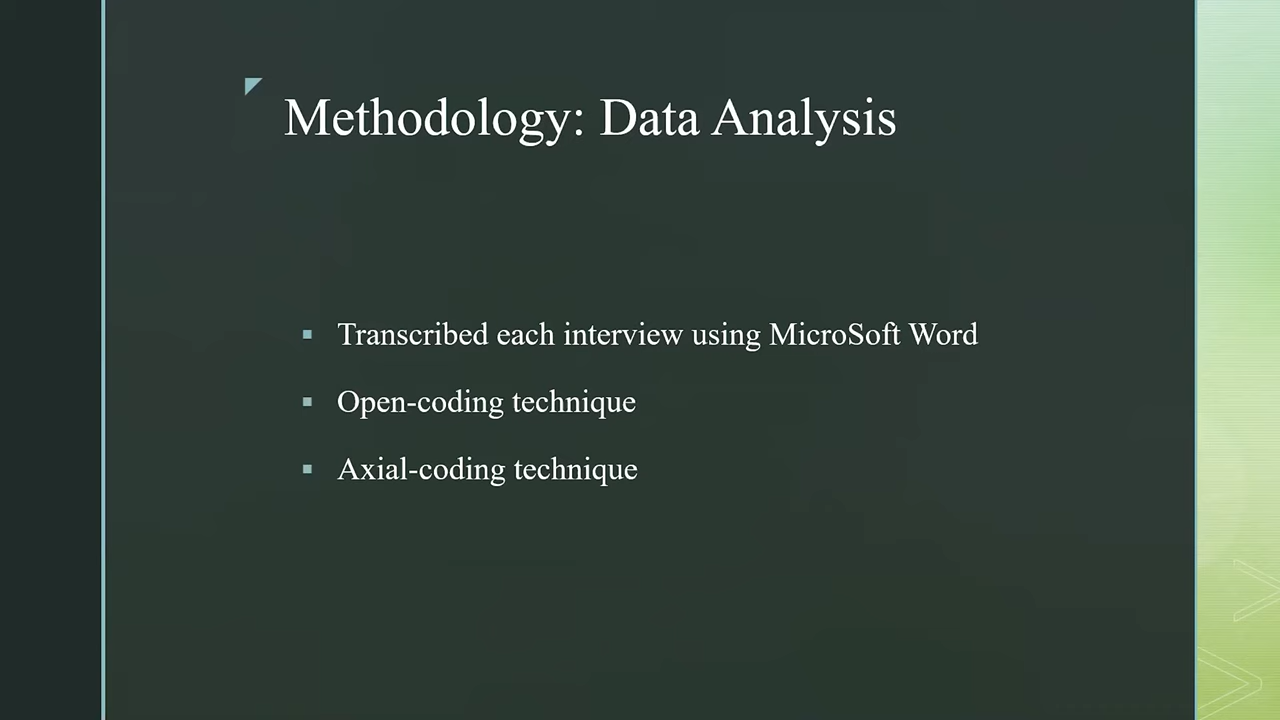 Methodology: Data Analysis
Transcribed each interview using MicroSoft Word
Open-coding technique
Axial-coding technique